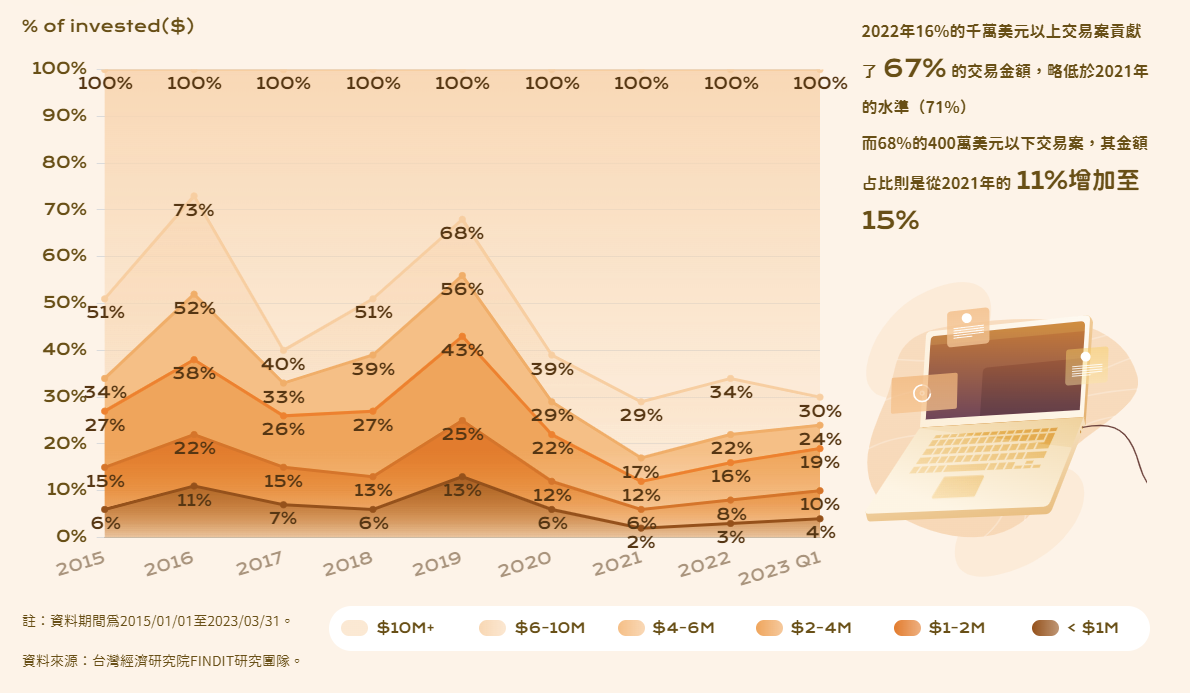 % of invested($)
100%
90%
80%
70%
60%
50%
40%
30%
20%
10%
0%
100% 100% 100% 100% 100% 100% 100% 100% 100%
51% 73% 40% 51% 68% 39% 29% 34% 30%
34% 52% 33% 39% 56% 29% 17% 22% 24%
27% 38% 26% 27% 43% 22% 12% 16% 19%
15% 22% 15% 13% 25% 12% 6% 8% 10%
6% 11% 7% 6% 13% 6% 2% 3% 4%
2015 2016 2017 2018 2019 2020 2021 2022 2023 Q1
2022年16%的千萬美元以上交易案貢獻
了 67% 的交易金額，略低於2021年
的水準（71%）
而68%的400萬美元以下交易案，其金額
占比則是從2021年的 11%增加至
15%
註：資料期間為2015/01/01至2023/03/31。
$10M+ $6-10M $4-6M $2-4M $1-2M < $1M
資料來源：台灣經濟研究院FINDIT研究團隊。